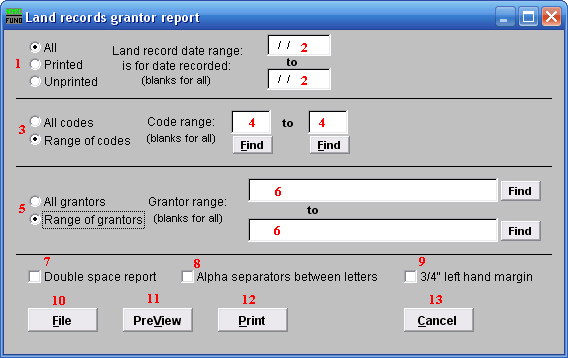 Land records grantor report
FUND
1 All
Printed
Unprinted
Land record date range:
is for date recorded:
(blanks for all)
/ / 2
to
/ / 2
3 All codes
Range of codes
Code range:
(blanks for all)
4 to 4
Find Find
5 All grantors
Range of grantors
Grantor range:
(blanks for all)
6 Find
to
6 Find
7 8 9
Double space report Alpha separators between letters 3/4" left hand margin
10 11 12 13
File PreView Print Cancel